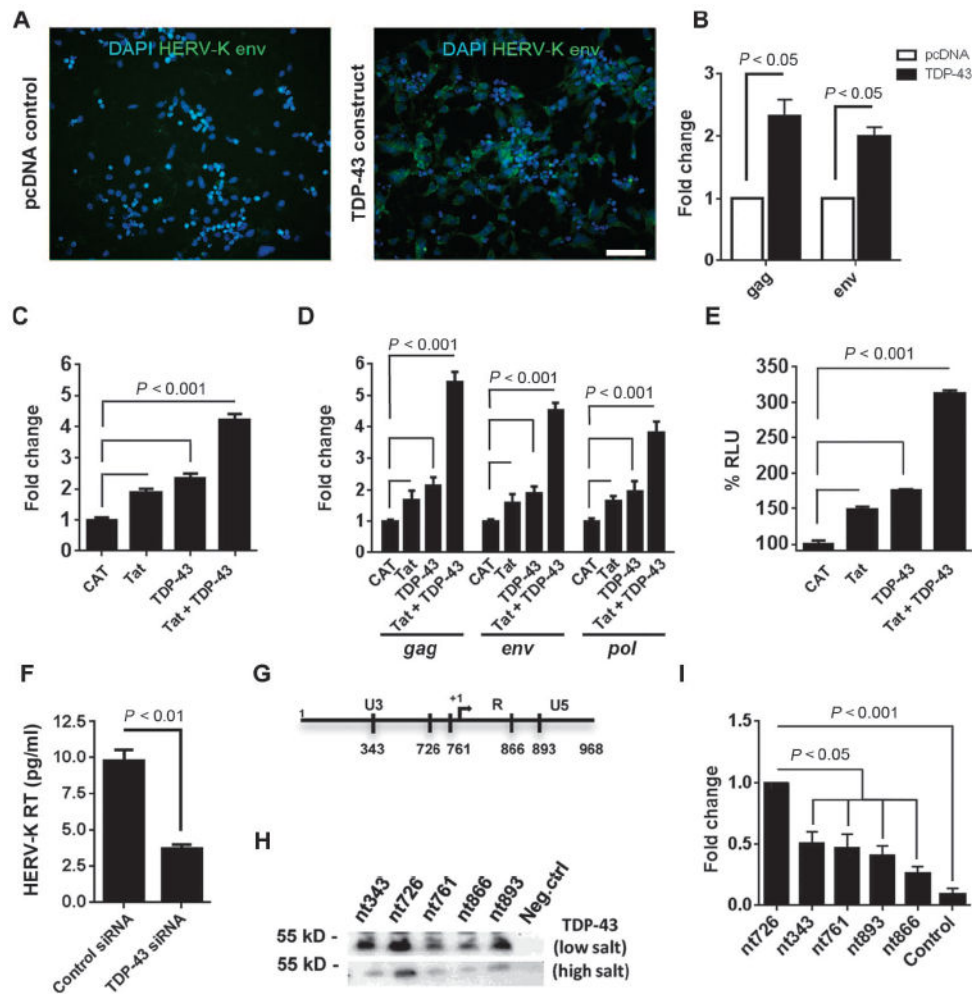 A
DAPI HERV-K env
pcDNA control
DAPI HERV-K env
TDP-43 construct
B
pcDNA
TDP-43
P < 0.05
P < 0.05
Fold change
3
2
1
0
gag
env
C
P < 0.001
Fold change
6
5
4
3
2
1
0
CAT
Tat
TDP-43
Tat + TDP-43
D
P < 0.001
P < 0.001
P < 0.001
Fold change
6
5
4
3
2
1
0
CAT
Tat
TDP-43
Tat + TDP-43
CAT
Tat
TDP-43
Tat + TDP-43
CAT
Tat
TDP-43
Tat + TDP-43
gag
env
pol
E
P < 0.001
% RLU
350
300
250
200
150
100
CAT
Tat
TDP-43
Tat + TDP-43
F
P < 0.01
HERV-K RT (pg/ml)
12.5
10.0
7.5
5.0
2.5
0.0
Control siRNA
TDP-43 siRNA
G
1
U3
+1
R
U5
343
726
761
866
893
968
H
nt343
nt726
nt761
nt866
nt893
Neg.ctrl
55 kD -
TDP-43
(low salt)
55 kD -
(high salt)
I
P < 0.001
P < 0.05
Fold change
1.5
1.0
0.5
0.0
nt726
nt343
nt761
nt893
nt866
Control